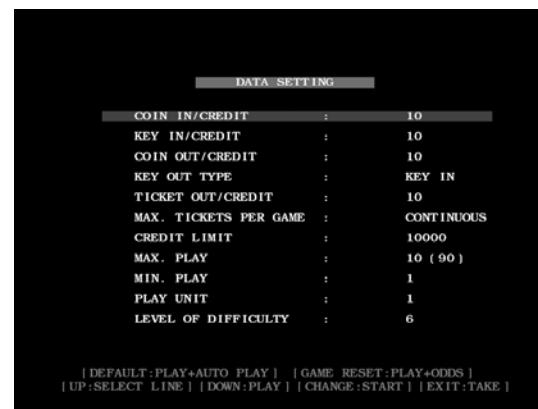 DATA SETTING
COIN IN/CREDIT : 10
KEY IN/CREDIT : 10
COIN OUT/CREDIT : 10
KEY OUT TYPE : KEY IN
TICKET OUT/CREDIT : 10
MAX. TICKETS PER GAME : CONTINUOUS
CREDIT LIMIT : 10000
MAX. PLAY : 10 (90)
MIN. PLAY : 1
PLAY UNIT : 1
LEVEL OF DIFFICULTY : 6
[DEFAULT:PLAY+AUTO PLAY] [GAME RESET:PLAY+ODDS]
[UP:SELECT LINE] [DOWN:PLAY] [CHANGE:START] [EXIT:TAKE]